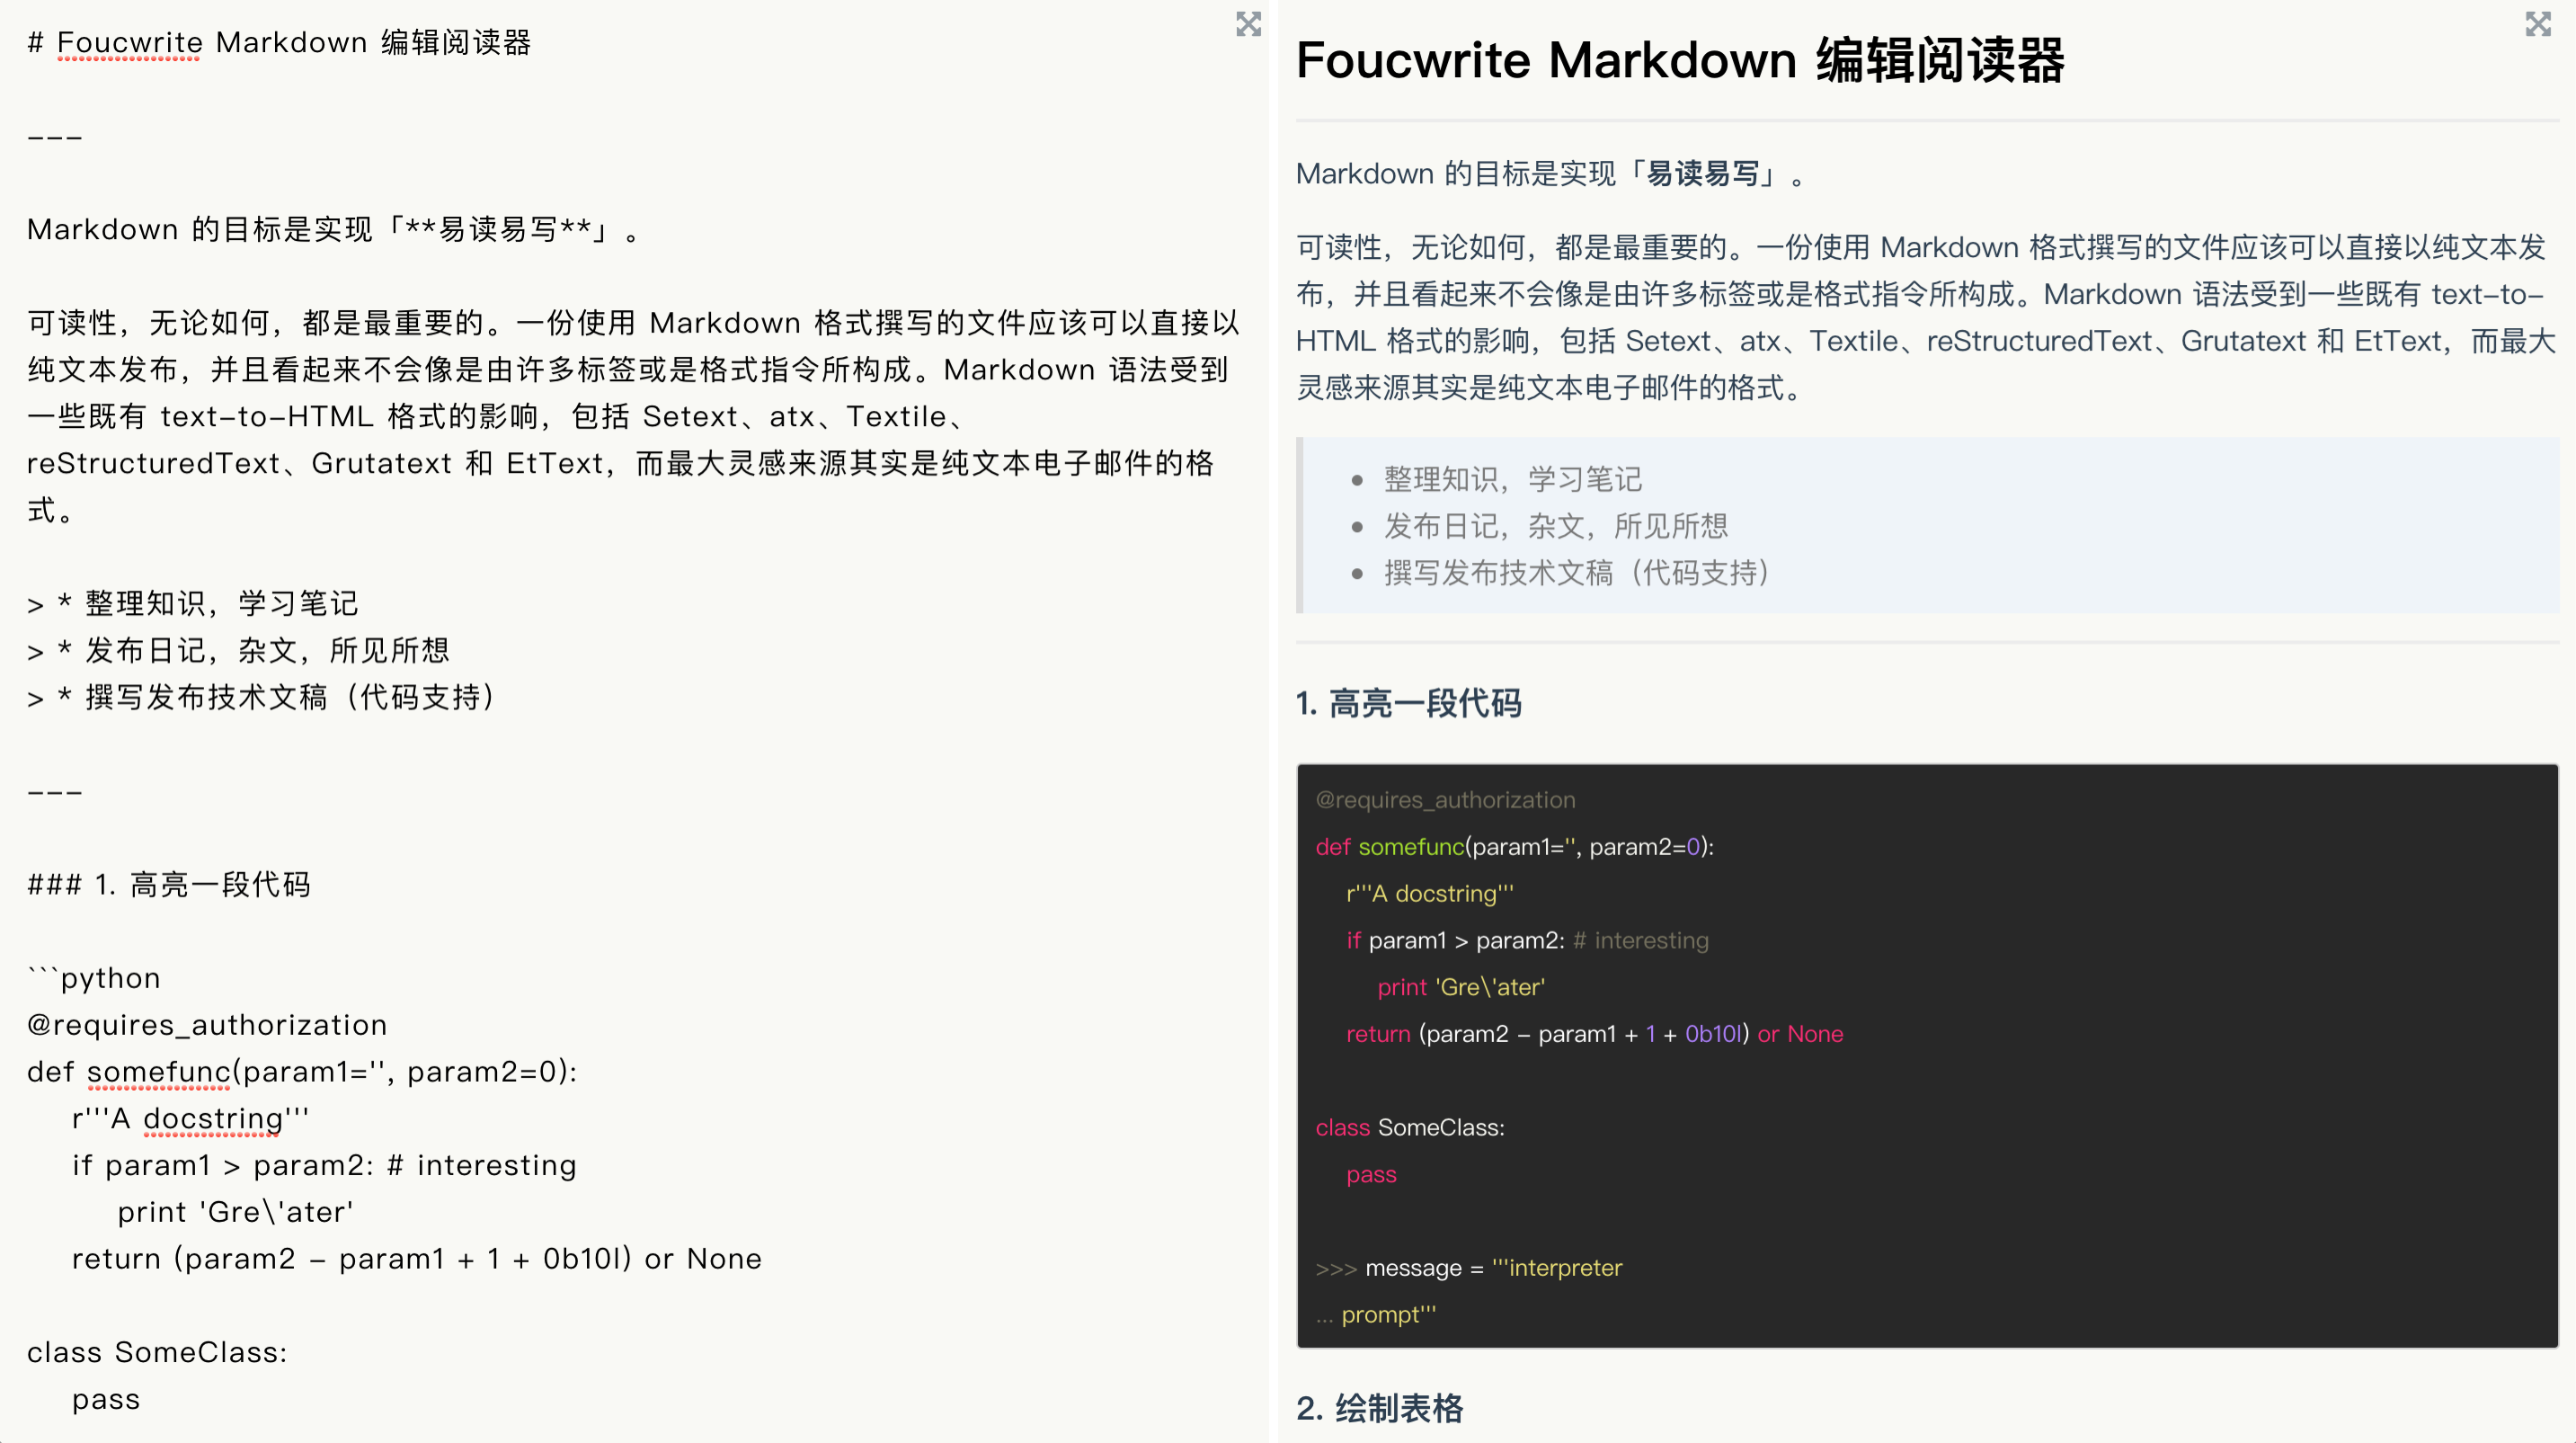 # Foucwrite Markdown 编辑阅读器
---
Markdown 的目标是实现「**易读易写**」。
可读性，无论如何，都是最重要的。一份使用 Markdown 格式撰写的文件应该可以直接以
纯文本发布，并且看起来不会像是由许多标签或是格式指令所构成。Markdown 语法受到
一些既有 text-to-HTML 格式的影响，包括 Setext、atx、Textile、
reStructuredText、Grutatext 和 EtText，而最大灵感来源其实是纯文本电子邮件的格
式。
> * 整理知识，学习笔记
> * 发布日记，杂文，所见所想
> * 撰写发布技术文稿（代码支持）
---
### 1. 高亮一段代码
```python
@requires_authorization
def somefunc(param1='', param2=0):
    r'''A docstring'''
    if param1 > param2: # interesting
        print 'Gre\'ater'
    return (param2 - param1 + 1 + 0b10l) or None
class SomeClass:
    pass
Foucwrite Markdown 编辑阅读器
Markdown 的目标是实现「易读易写」。
可读性，无论如何，都是最重要的。一份使用 Markdown 格式撰写的文件应该可以直接以纯文本发
布，并且看起来不会像是由许多标签或是格式指令所构成。Markdown 语法受到一些既有 text-to-
HTML 格式的影响，包括 Setext、atx、Textile、reStructuredText、Grutatext 和 EtText，而最大
灵感来源其实是纯文本电子邮件的格式。
• 整理知识，学习笔记
• 发布日记，杂文，所见所想
• 撰写发布技术文稿（代码支持）
1. 高亮一段代码
@requires_authorization
def somefunc(param1='', param2=0):
    r'''A docstring'''
    if param1 > param2: # interesting
        print 'Gre\'ater'
    return (param2 - param1 + 1 + 0b10l) or None
class SomeClass:
    pass
>>> message = '''interpreter
... prompt'''
2. 绘制表格